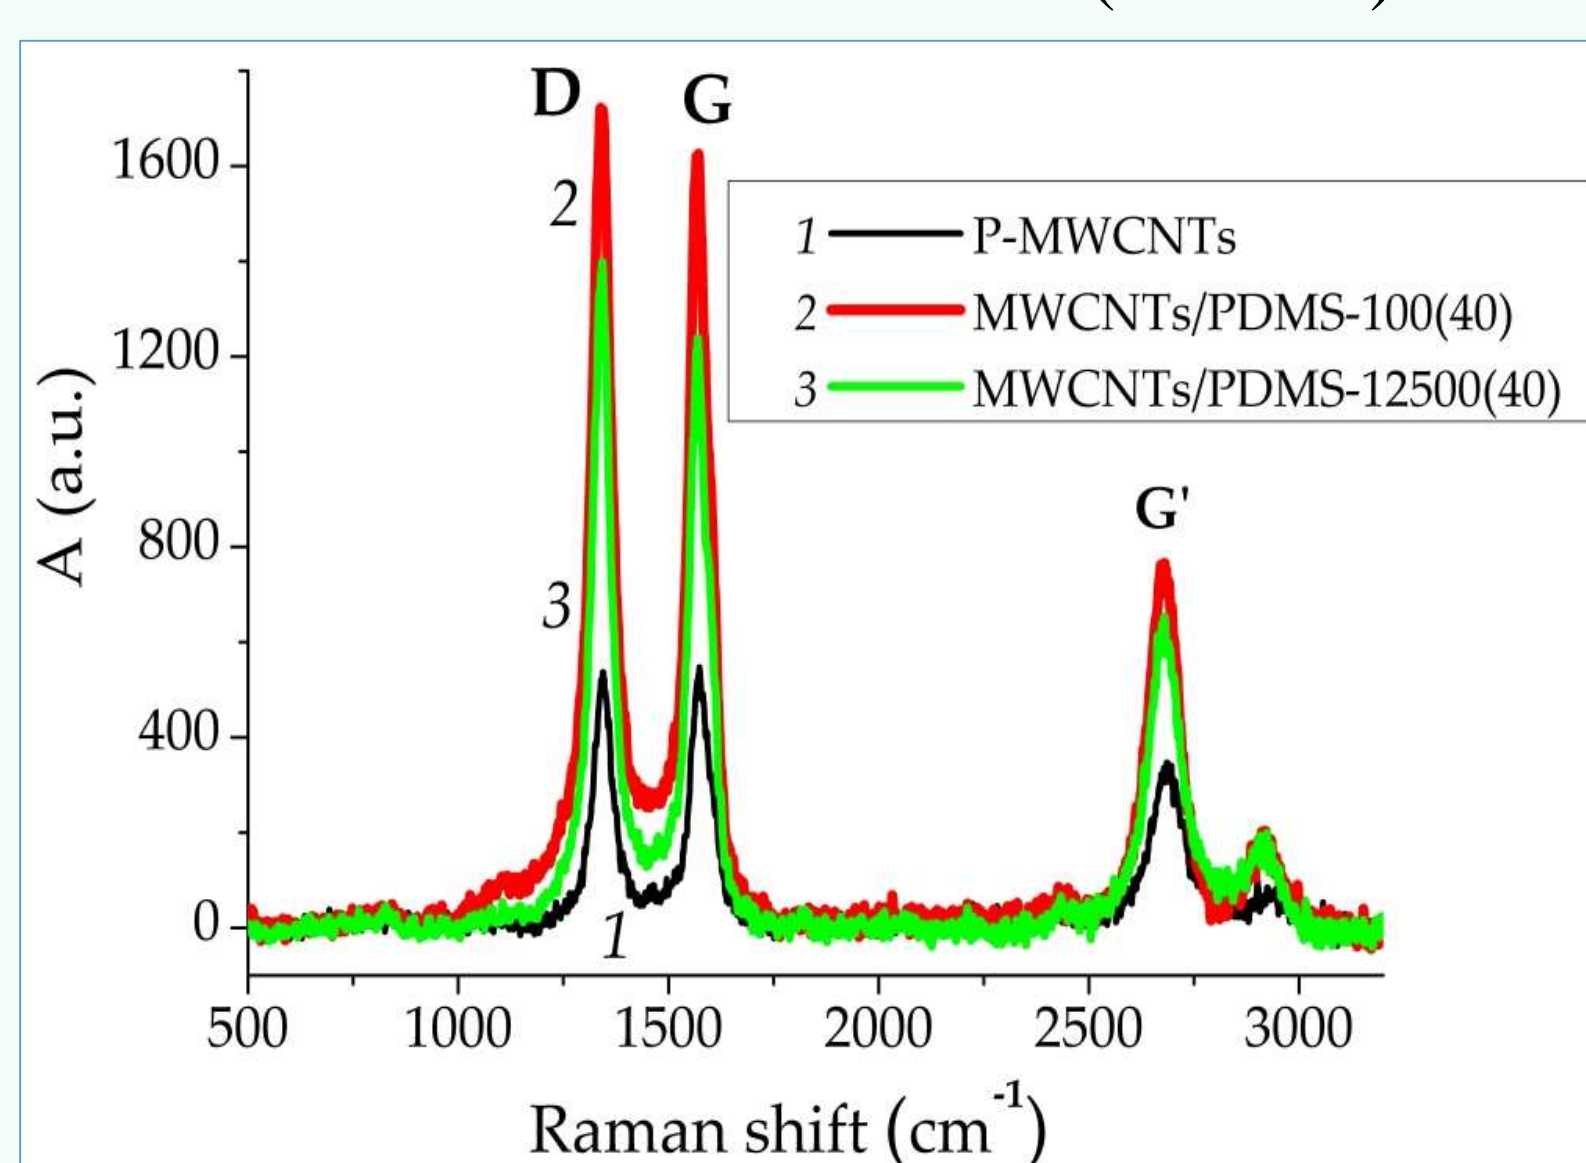 D G
1600
2
1 P-MWCNTs
2 MWCNTs/PDMS-100(40)
1200
3 MWCNTs/PDMS-12500(40)
A (a.u.)
G'
800
3
400
0
1
500 1000 1500 2000 2500 3000
Raman shift (cm⁻¹)